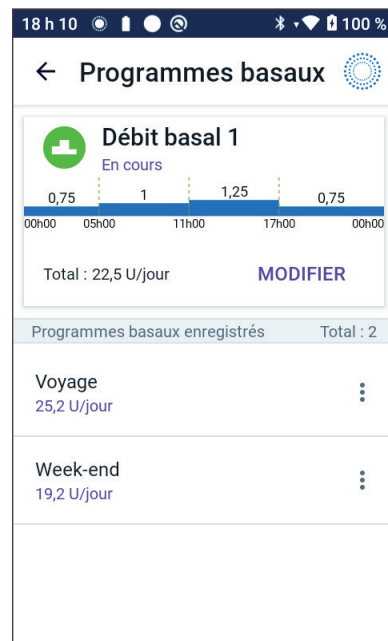 18 h 10 100 %
Programmes basaux
Débit basal 1
En cours
0,75 1 1,25 0,75
00h00 05h00 11h00 17h00 00h00
Total : 22,5 U/jour MODIFIER
Programmes basaux enregistrés Total : 2
Voyage
25,2 U/jour
Week-end
19,2 U/jour